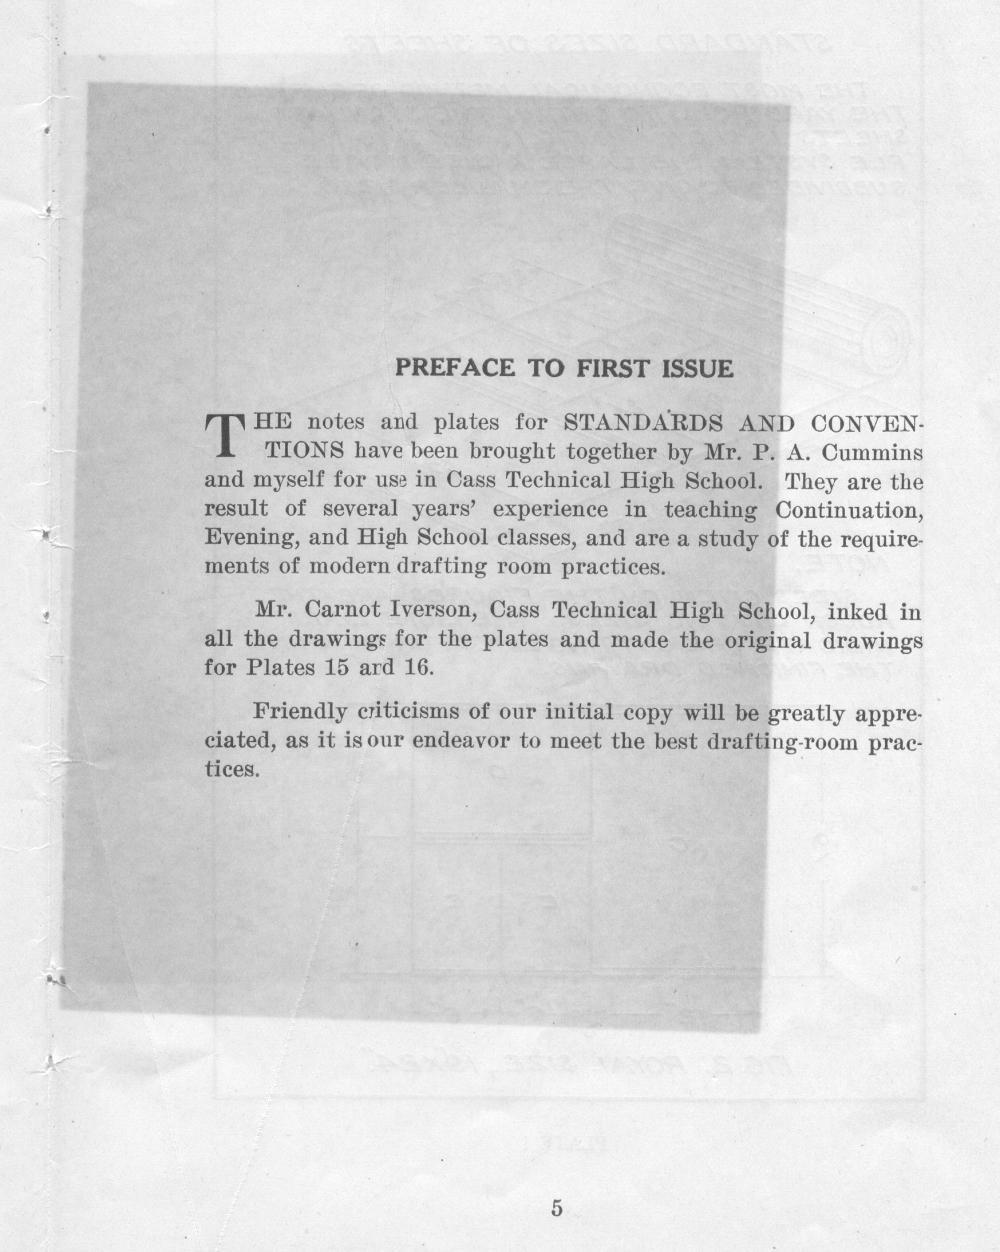 PREFACE TO FIRST ISSUE
THE notes and plates for STANDARDS AND CONVEN-
TIONS have been brought together by Mr. P. A. Cummins
and myself for use in Cass Technical High School. They are the
result of several years' experience in teaching Continuation,
Evening, and High School classes, and are a study of the require-
ments of modern drafting room practices.
Mr. Carnot Iverson, Cass Technical High School, inked in
all the drawings for the plates and made the original drawings
for Plates 15 and 16.
Friendly criticisms of our initial copy will be greatly appre-
ciated, as it is our endeavor to meet the best drafting-room prac-
tices.
5